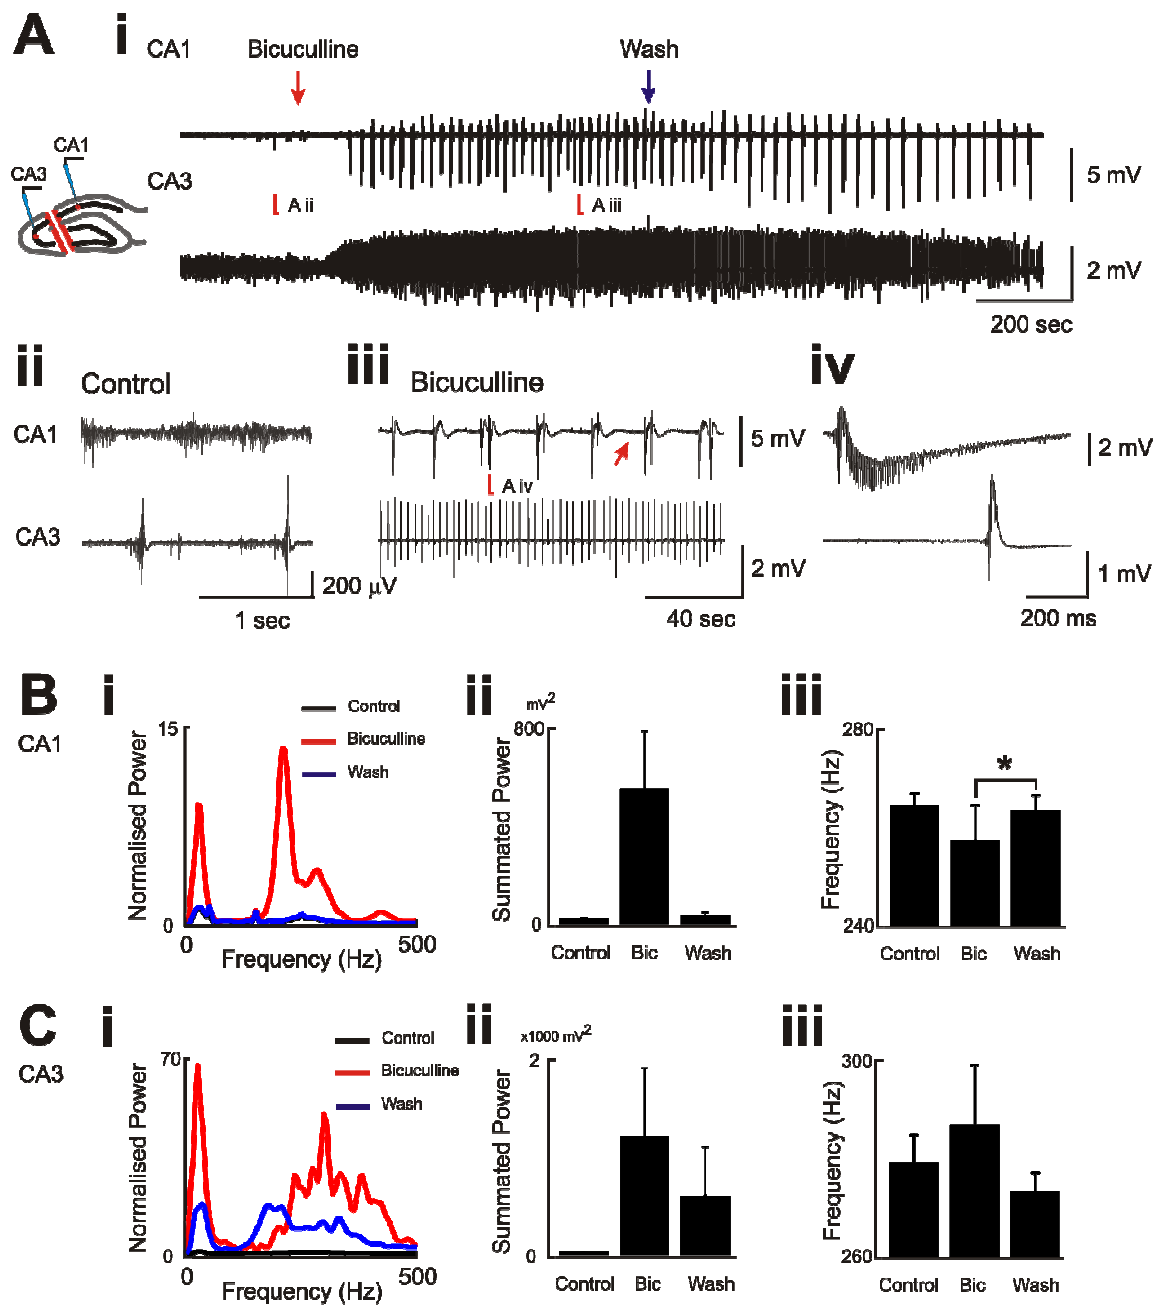 A i CA1 Bicuculline Wash
CA1
CA3
CA3
5 mV
A ii A iii
2 mV
200 sec
ii Control iii Bicuculline iv
CA1
5 mV
2 mV
A iv
CA3
200 μV
2 mV
1 mV
1 sec
40 sec
200 ms
B i ii iii
CA1
Control
Bicuculline
Wash
Normalised Power
15
0
0 500
Frequency (Hz)
mV2
800
Summated Power
0
Control Bic Wash
280
Frequency (Hz)
*
240
Control Bic Wash
C i ii iii
CA3
Control
Bicuculline
Wash
Normalised Power
70
0
0 500
Frequency (Hz)
x1000 mV2
2
Summated Power
0
Control Bic Wash
300
Frequency (Hz)
260
Control Bic Wash